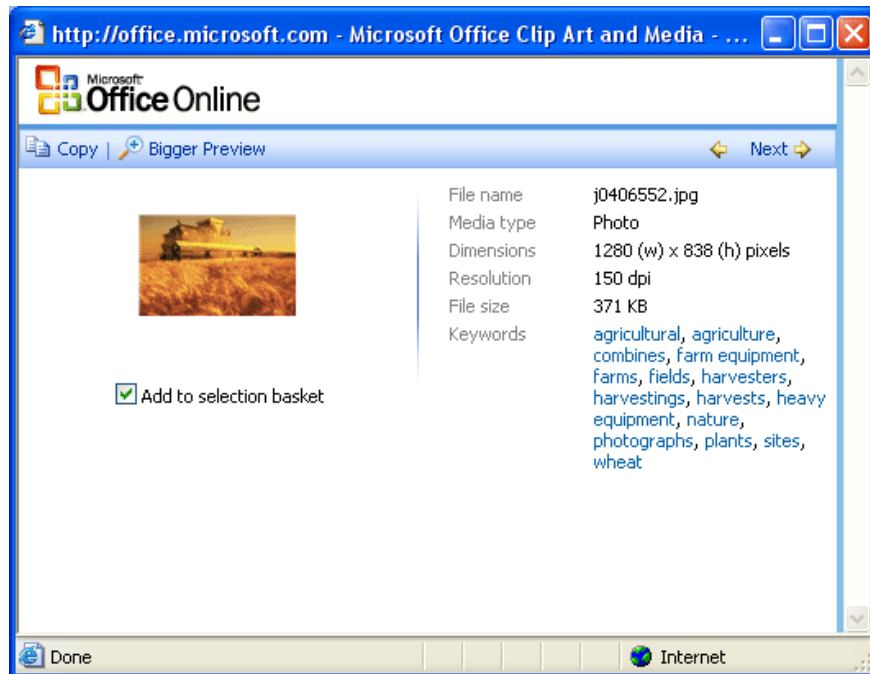 http://office.microsoft.com - Microsoft Office Clip Art and Media - ...
Microsoft
Office Online
Copy | Bigger Preview
Next
File name j0406552.jpg
Media type Photo
Dimensions 1280 (w) x 838 (h) pixels
Resolution 150 dpi
File size 371 KB
Keywords agricultural, agriculture,
combines, farm equipment,
farms, fields, harvesters,
harvestings, harvests, heavy
equipment, nature,
photographs, plants, sites,
wheat
Add to selection basket
Done
Internet